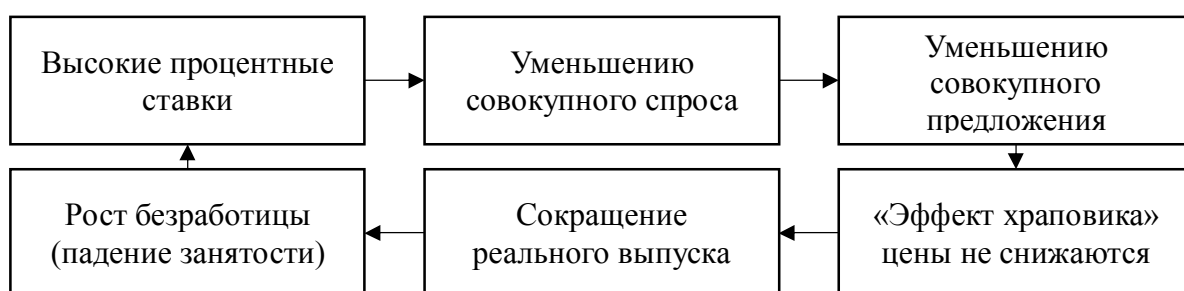 Высокие процентные
ставки
Уменьшению
совокупного спроса
Уменьшению
совокупного
предложения
«Эффект храповика»
цены не снижаются
Сокращение
реального выпуска
Рост безработицы
(падение занятости)